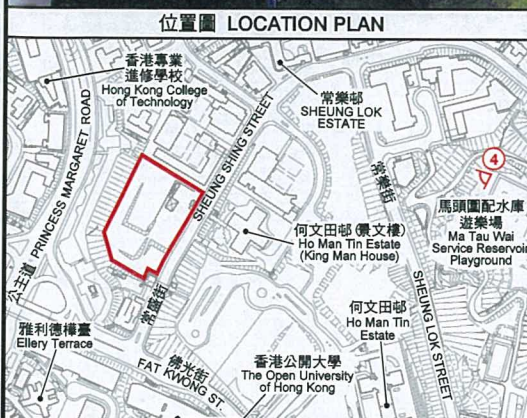 位置圖 LOCATION PLAN
香港專業
進修學校
Hong Kong College
of Technology
常樂邨
SHEUNG LOK
ESTATE
公主道 PRINCESS MARGARET ROAD
SHEUNG SHING STREET
常盛街
常樂街
SHEUNG LOK STREET
4
馬頭圍配水庫
遊樂場
Ma Tau Wai
Service Reservoir
Playground
何文田邨 (景文樓)
Ho Man Tin Estate
(King Man House)
何文田邨
Ho Man Tin
Estate
雅利德樺臺
Ellery Terrace
佛光街
FAT KWONG ST.
香港公開大學
The Open University
of Hong Kong